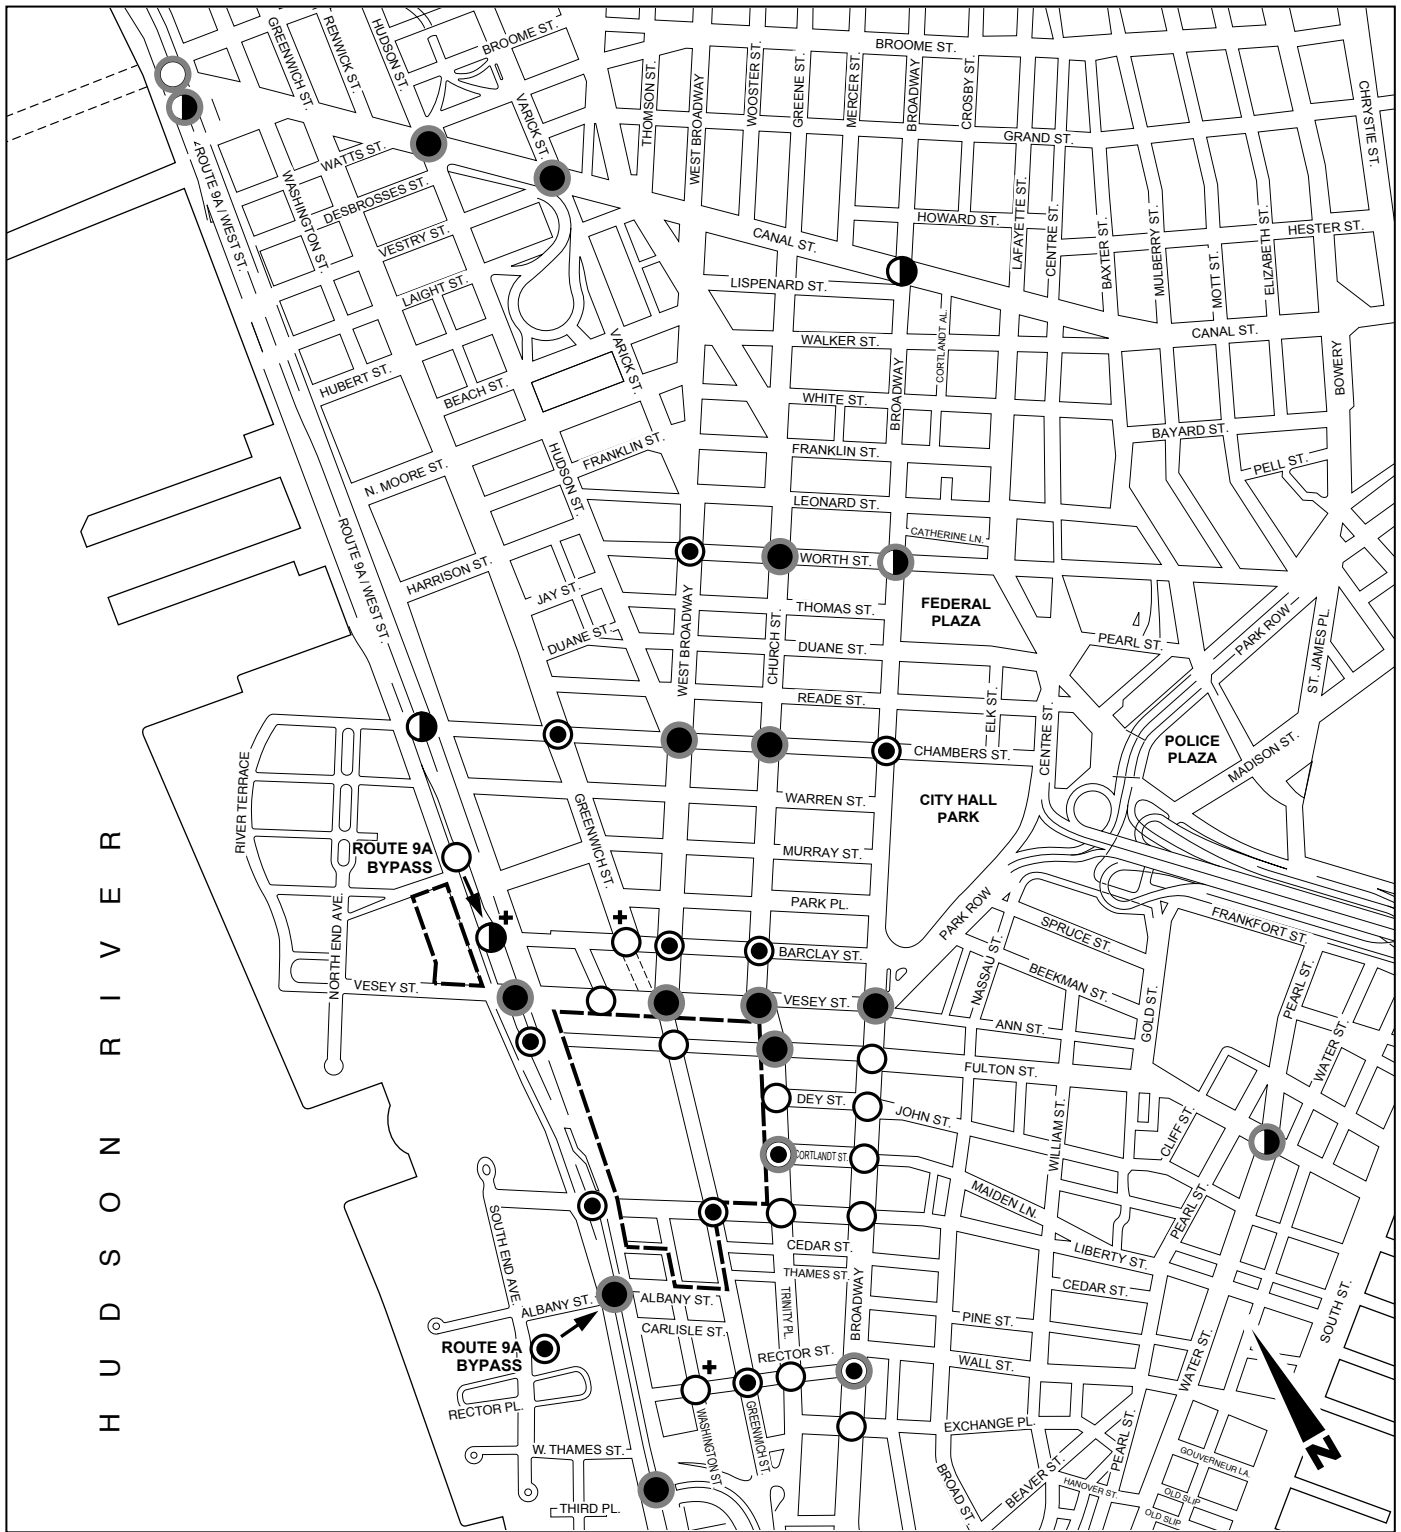 GREENWICH ST.
RENWICK ST.
HUDSON ST.
BROOME ST.
VARICK ST.
THOMSON ST.
WEST BROADWAY
WOOSTER ST.
GREENE ST.
MERCER ST.
BROADWAY
CROSBY ST.
BROOME ST.
GRAND ST.
CHRYSTIE ST.
WATTS ST.
ROUTE 9A / WEST ST.
WASHINGTON ST.
DESBROSSES ST.
VESTRY ST.
LAIGHT ST.
CANAL ST.
HOWARD ST.
LAFAYETTE ST.
CENTRE ST.
BAXTER ST.
MULBERRY ST.
MOTT ST.
ELIZABETH ST.
HESTER ST.
LISPENARD ST.
CORTLANDT AL.
CANAL ST.
WALKER ST.
BOWERY
HUBERT ST.
BEACH ST.
VARICK ST.
WHITE ST.
BROADWAY
BAYARD ST.
FRANKLIN ST.
FRANKLIN ST.
PELL ST.
N. MOORE ST.
HUDSON ST.
LEONARD ST.
CATHERINE LN.
ROUTE 9A / WEST ST.
WORTH ST.
HARRISON ST.
JAY ST.
THOMAS ST.
FEDERAL
PLAZA
PARK ROW
DUANE ST.
WEST BROADWAY
CHURCH ST.
DUANE ST.
PEARL ST.
ST. JAMES PL.
READE ST.
ELK ST.
CENTRE ST.
CHAMBERS ST.
POLICE
PLAZA
MADISON ST.
RIVER TERRACE
GREENWICH ST.
WARREN ST.
CITY HALL
PARK
ROUTE 9A
BYPASS
MURRAY ST.
NORTH END AVE.
PARK PL.
PARK ROW
SPRUCE ST.
FRANKFORT ST.
BARCLAY ST.
NASSAU ST.
BEEKMAN ST.
GOLD ST.
PEARL ST.
VESEY ST.
VESEY ST.
ANN ST.
WATER ST.
FULTON ST.
DEY ST.
JOHN ST.
WILLIAM ST.
CLIFF ST.
CORTLANDT ST.
MAIDEN LN.
PEARL ST.
HUDSON RIVER
SOUTH END AVE.
CEDAR ST.
LIBERTY ST.
THAMES ST.
CEDAR ST.
ALBANY ST.
ALBANY ST.
TRINITY PL.
BROADWAY
PINE ST.
SOUTH ST.
CARLISLE ST.
ROUTE 9A
BYPASS
RECTOR ST.
WALL ST.
WATER ST.
RECTOR PL.
WASHINGTON ST
GREENWICH ST.
EXCHANGE PL.
PEARL ST.
N
W. THAMES ST.
GOUVERNEUR LA.
BROAD ST.
BEAVER ST.
HANOVER ST.
OLD SLIP
OLD SLIP
THIRD PL.